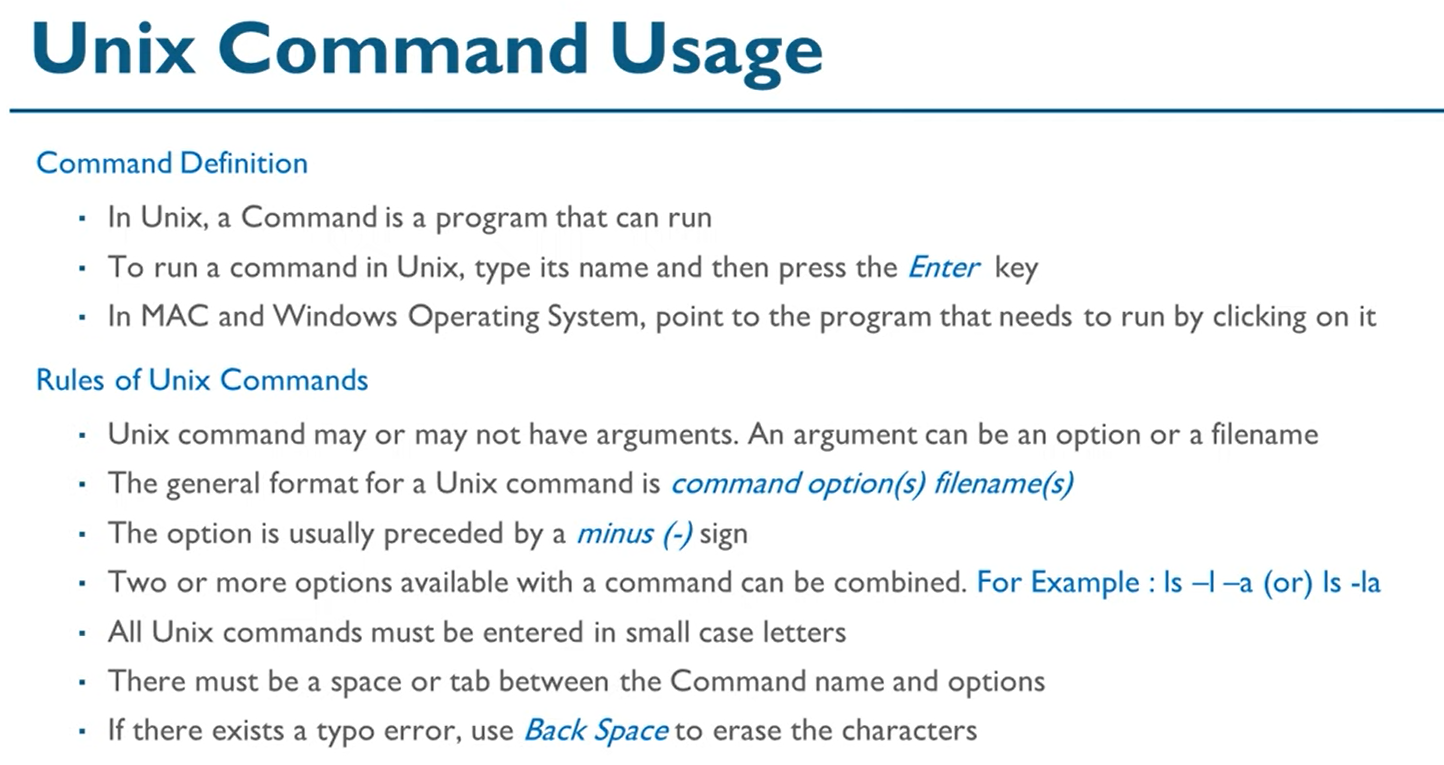 Unix Command Usage
Command Definition
▪ In Unix, a Command is a program that can run
▪ To run a command in Unix, type its name and then press the Enter key
▪ In MAC and Windows Operating System, point to the program that needs to run by clicking on it
Rules of Unix Commands
▪ Unix command may or may not have arguments. An argument can be an option or a filename
▪ The general format for a Unix command is command option(s) filename(s)
▪ The option is usually preceded by a minus (-) sign
▪ Two or more options available with a command can be combined. For Example : ls –l –a (or) ls -la
▪ All Unix commands must be entered in small case letters
▪ There must be a space or tab between the Command name and options
▪ If there exists a typo error, use Back Space to erase the characters